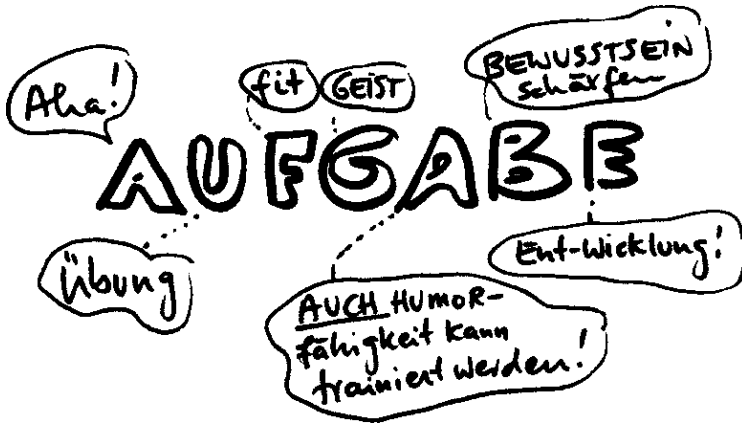 Aha!
fit
GEIST
BEWUSSTSEIN
schärfen
AUFGABE
Übung
Ent-wicklung!
AUCH HUMOR-
fähigkeit kann
trainiert werden!